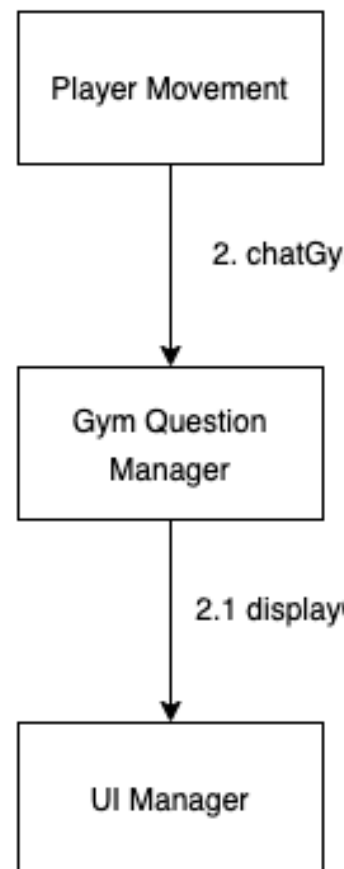 Player Movement
2. chatGy
Gym Question
Manager
2.1 display
UI Manager